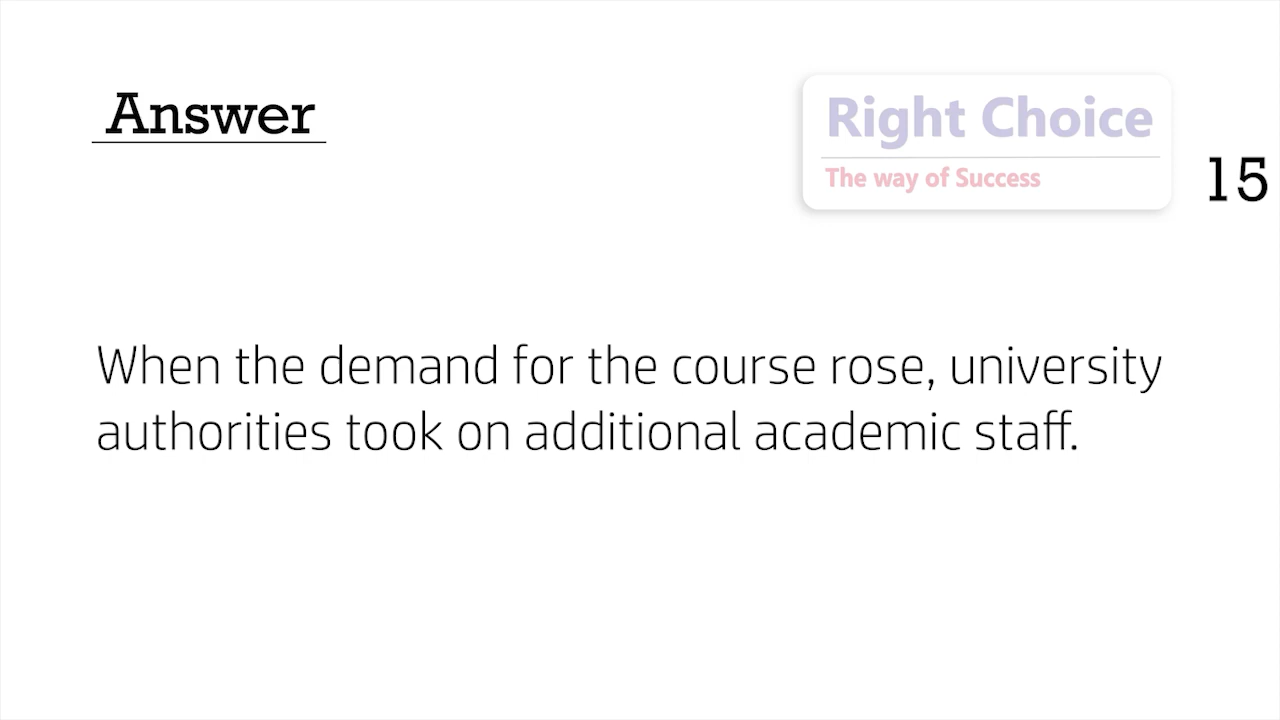 Answer
Right Choice
The way of Success
15
When the demand for the course rose, university
authorities took on additional academic staff.